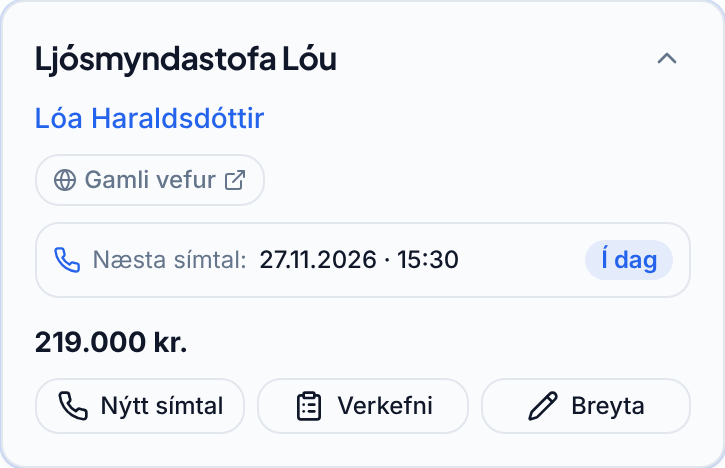 Ljósmyndastofa Lóu
Lóa Haraldsdóttir
Gamli vefur
Næsta símtal: 27.11.2026 · 15:30 Í dag
219.000 kr.
Nýtt símtal Verkefni Breyta